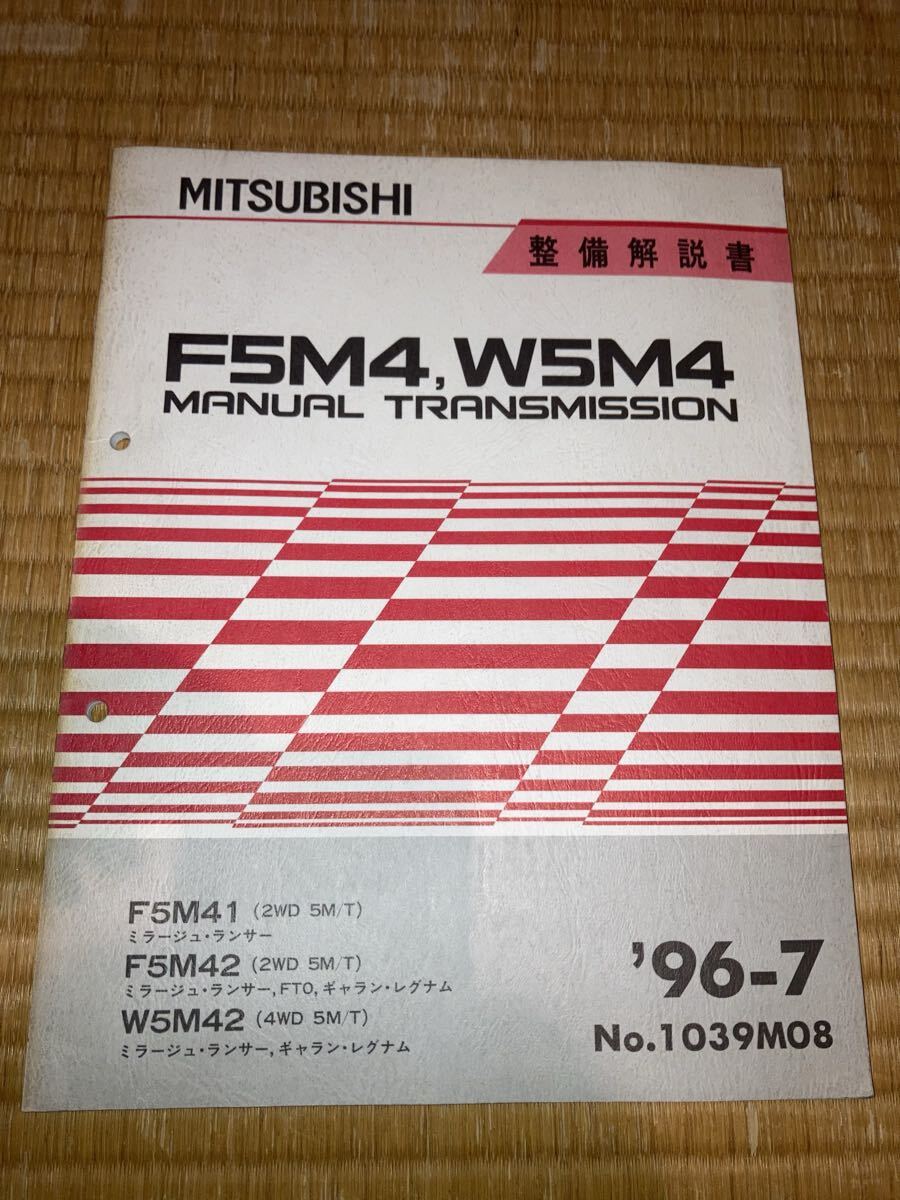 MITSUBISHI
整備解説書
F5M4, W5M4
MANUAL TRANSMISSION
F5M41 (2WD 5M/T)
ミラージュ・ランサー
F5M42 (2WD 5M/T)
ミラージュ・ランサー, FTO, ギャラン・レグナム
W5M42 (4WD 5M/T)
ミラージュ・ランサー, ギャラン・レグナム
'96-7
No.1039M08